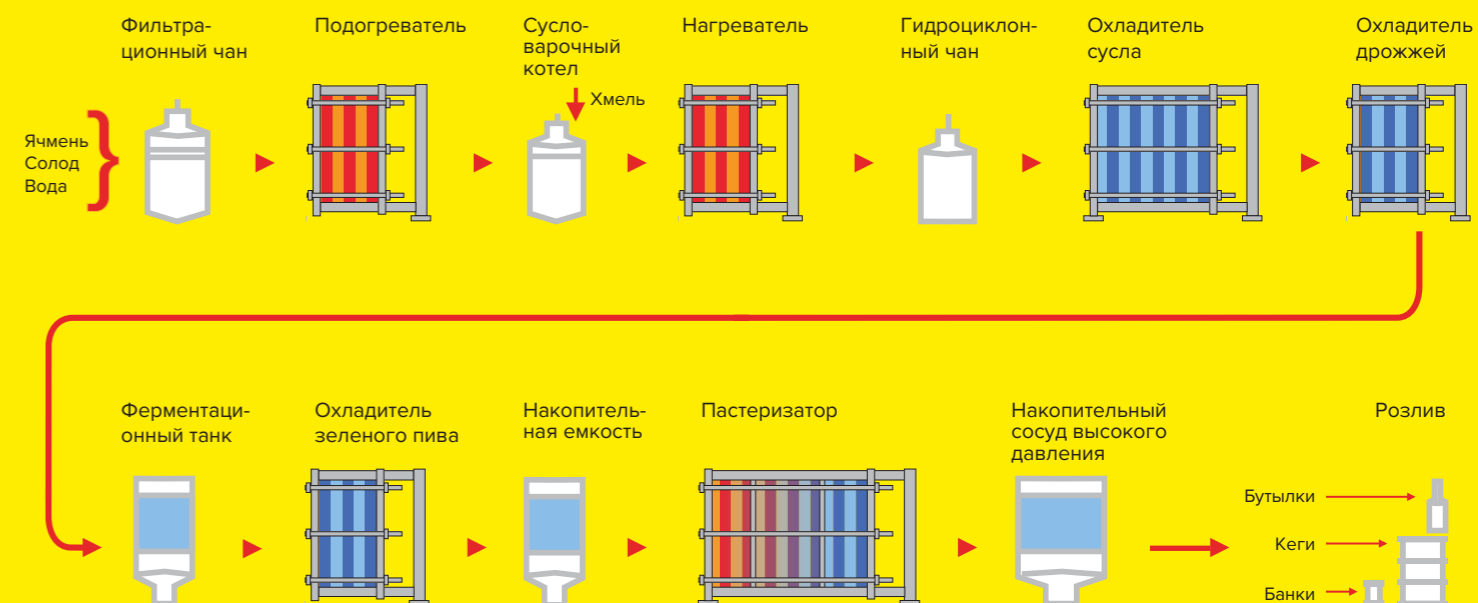 Фильтра-
ционный чан
Подогреватель
Сусло-
варочный
котел
Хмель
Нагреватель
Гидроциклон-
ный чан
Охладитель
сусла
Охладитель
дрожжей
Ячмень
Солод
Вода
Ферментаци-
онный танк
Охладитель
зеленого пива
Накопитель-
ная емкость
Пастеризатор
Накопительный
сосуд высокого
давления
Розлив
Бутылки
Кеги
Банки